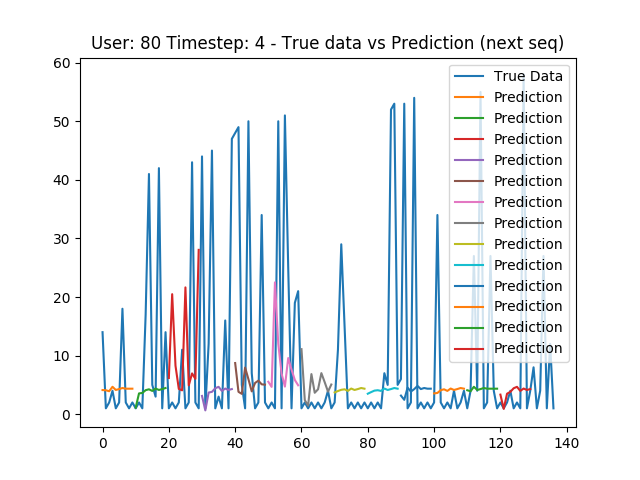 User: 80 Timestep: 4 - True data vs Prediction (next seq)
60
50
40
30
20
10
0
0 20 40 60 80 100 120 140
True Data
Prediction
Prediction
Prediction
Prediction
Prediction
Prediction
Prediction
Prediction
Prediction
Prediction
Prediction
Prediction
Prediction